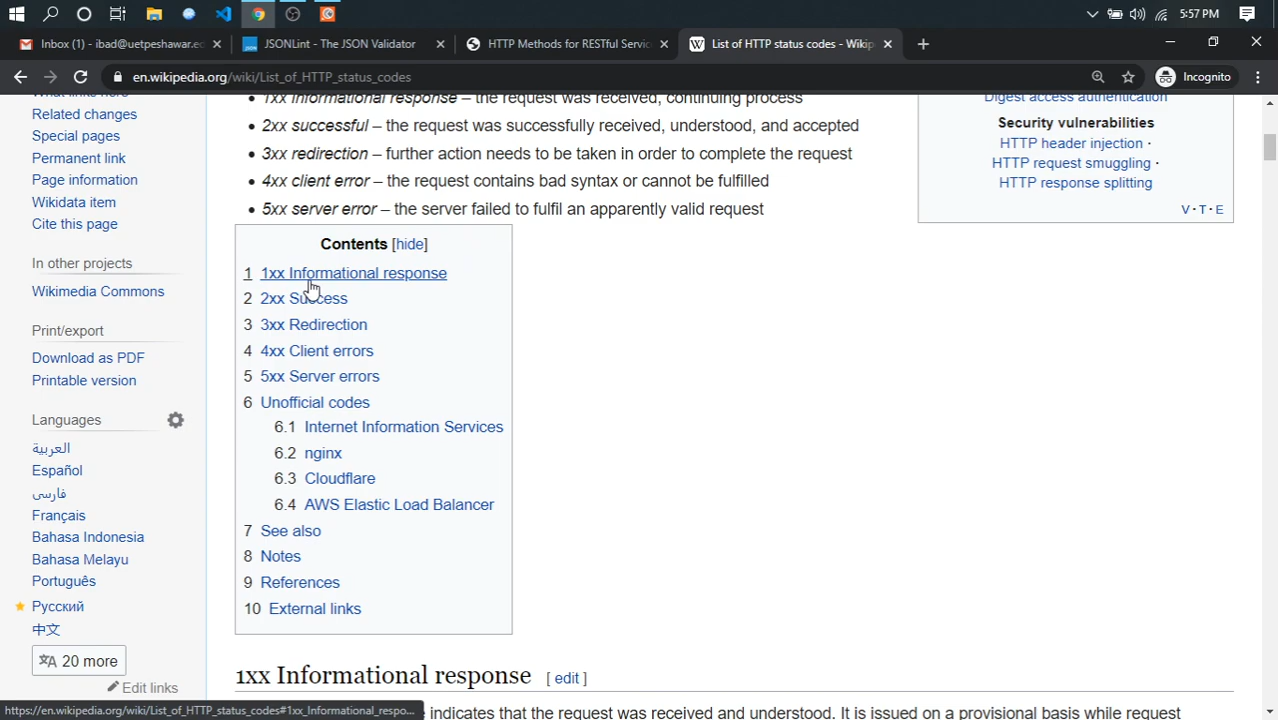 5:57 PM
Inbox (1) - ibad@uetpeshawar.ec
JSONLint - The JSON Validator
HTTP Methods for RESTful Servic
List of HTTP status codes - Wikip
en.wikipedia.org/wiki/List_of_HTTP_status_codes
Incognito
What links here
Related changes
Special pages
Permanent link
Page information
Wikidata item
Cite this page
In other projects
Wikimedia Commons
Print/export
Download as PDF
Printable version
Languages
العربية
Español
فارسی
Français
Bahasa Indonesia
Bahasa Melayu
Português
Русский
中文
20 more
Edit links
• 1xx informational response – the request was received, continuing process
• 2xx successful – the request was successfully received, understood, and accepted
• 3xx redirection – further action needs to be taken in order to complete the request
• 4xx client error – the request contains bad syntax or cannot be fulfilled
• 5xx server error – the server failed to fulfil an apparently valid request
Contents [hide]
1 1xx Informational response
2 2xx Success
3 3xx Redirection
4 4xx Client errors
5 5xx Server errors
6 Unofficial codes
6.1 Internet Information Services
6.2 nginx
6.3 Cloudflare
6.4 AWS Elastic Load Balancer
7 See also
8 Notes
9 References
10 External links
1xx Informational response [ edit ]
indicates that the request was received and understood. It is issued on a provisional basis while request
Digest access authentication
Security vulnerabilities
HTTP header injection ·
HTTP request smuggling ·
HTTP response splitting
V · T · E
https://en.wikipedia.org/wiki/List_of_HTTP_status_codes#1xx_Informational_respo...